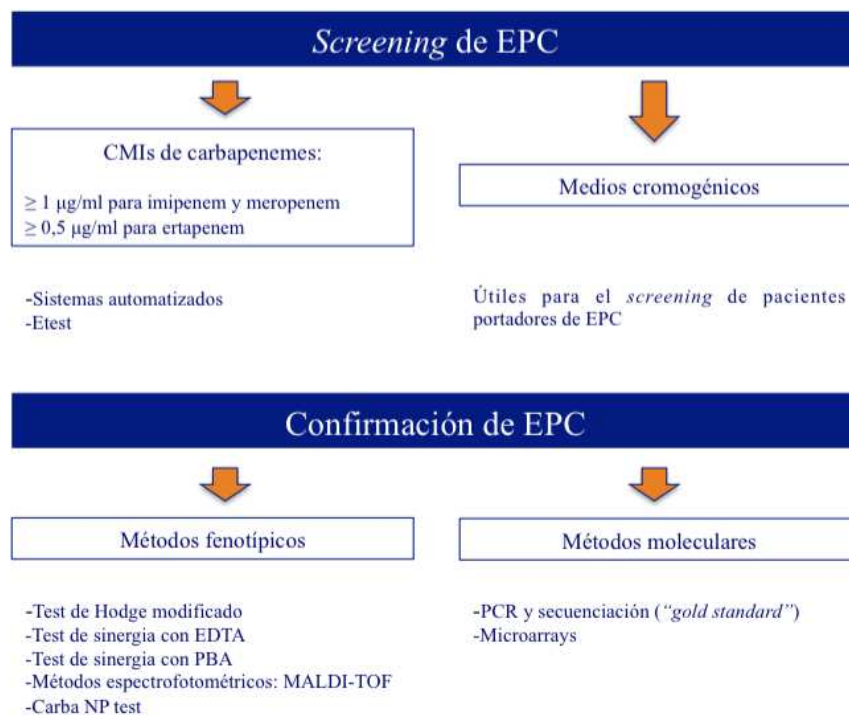 Screening de EPC
CMIs de carbapenemes:
≥ 1 µg/ml para imipenem y meropenem
≥ 0,5 µg/ml para ertapenem
-Sistemas automatizados
-Etest
Medios cromogénicos
Útiles para el screening de pacientes
portadores de EPC
Confirmación de EPC
Métodos fenotípicos
-Test de Hodge modificado
-Test de sinergia con EDTA
-Test de sinergia con PBA
-Métodos espectrofotométricos: MALDI-TOF
-Carba NP test
Métodos moleculares
-PCR y secuenciación (“gold standard”)
-Microarrays